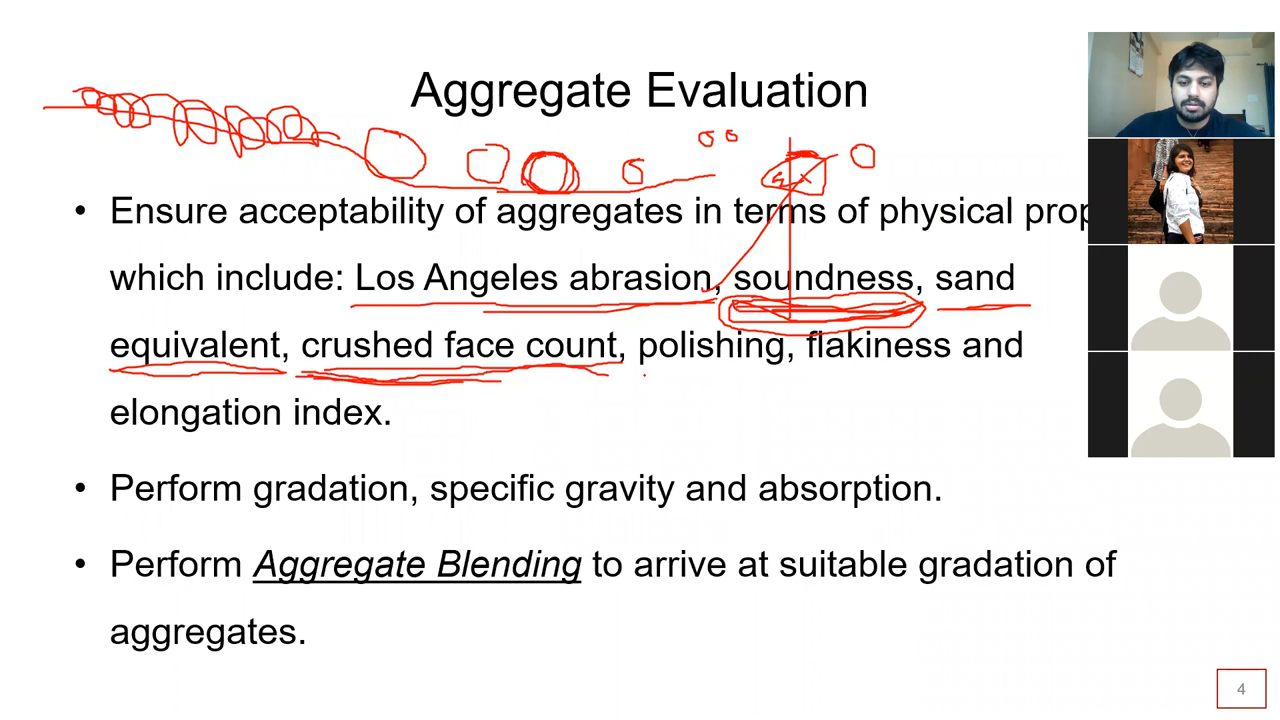 Aggregate Evaluation
• Ensure acceptability of aggregates in terms of physical prop
which include: Los Angeles abrasion, soundness, sand
equivalent, crushed face count, polishing, flakiness and
elongation index.
• Perform gradation, specific gravity and absorption.
• Perform Aggregate Blending to arrive at suitable gradation of
aggregates.
4